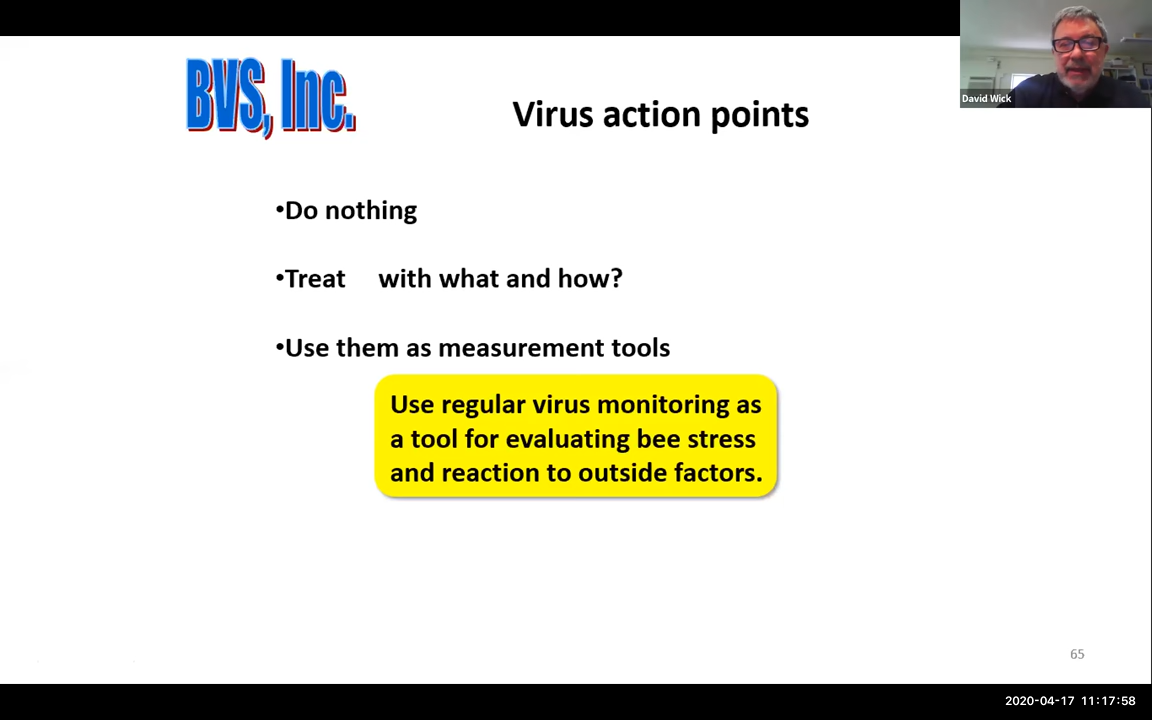 BVS, Inc.
Virus action points
David Wick
•Do nothing
•Treat with what and how?
•Use them as measurement tools
Use regular virus monitoring as
a tool for evaluating bee stress
and reaction to outside factors.
65
2020-04-17 11:17:58